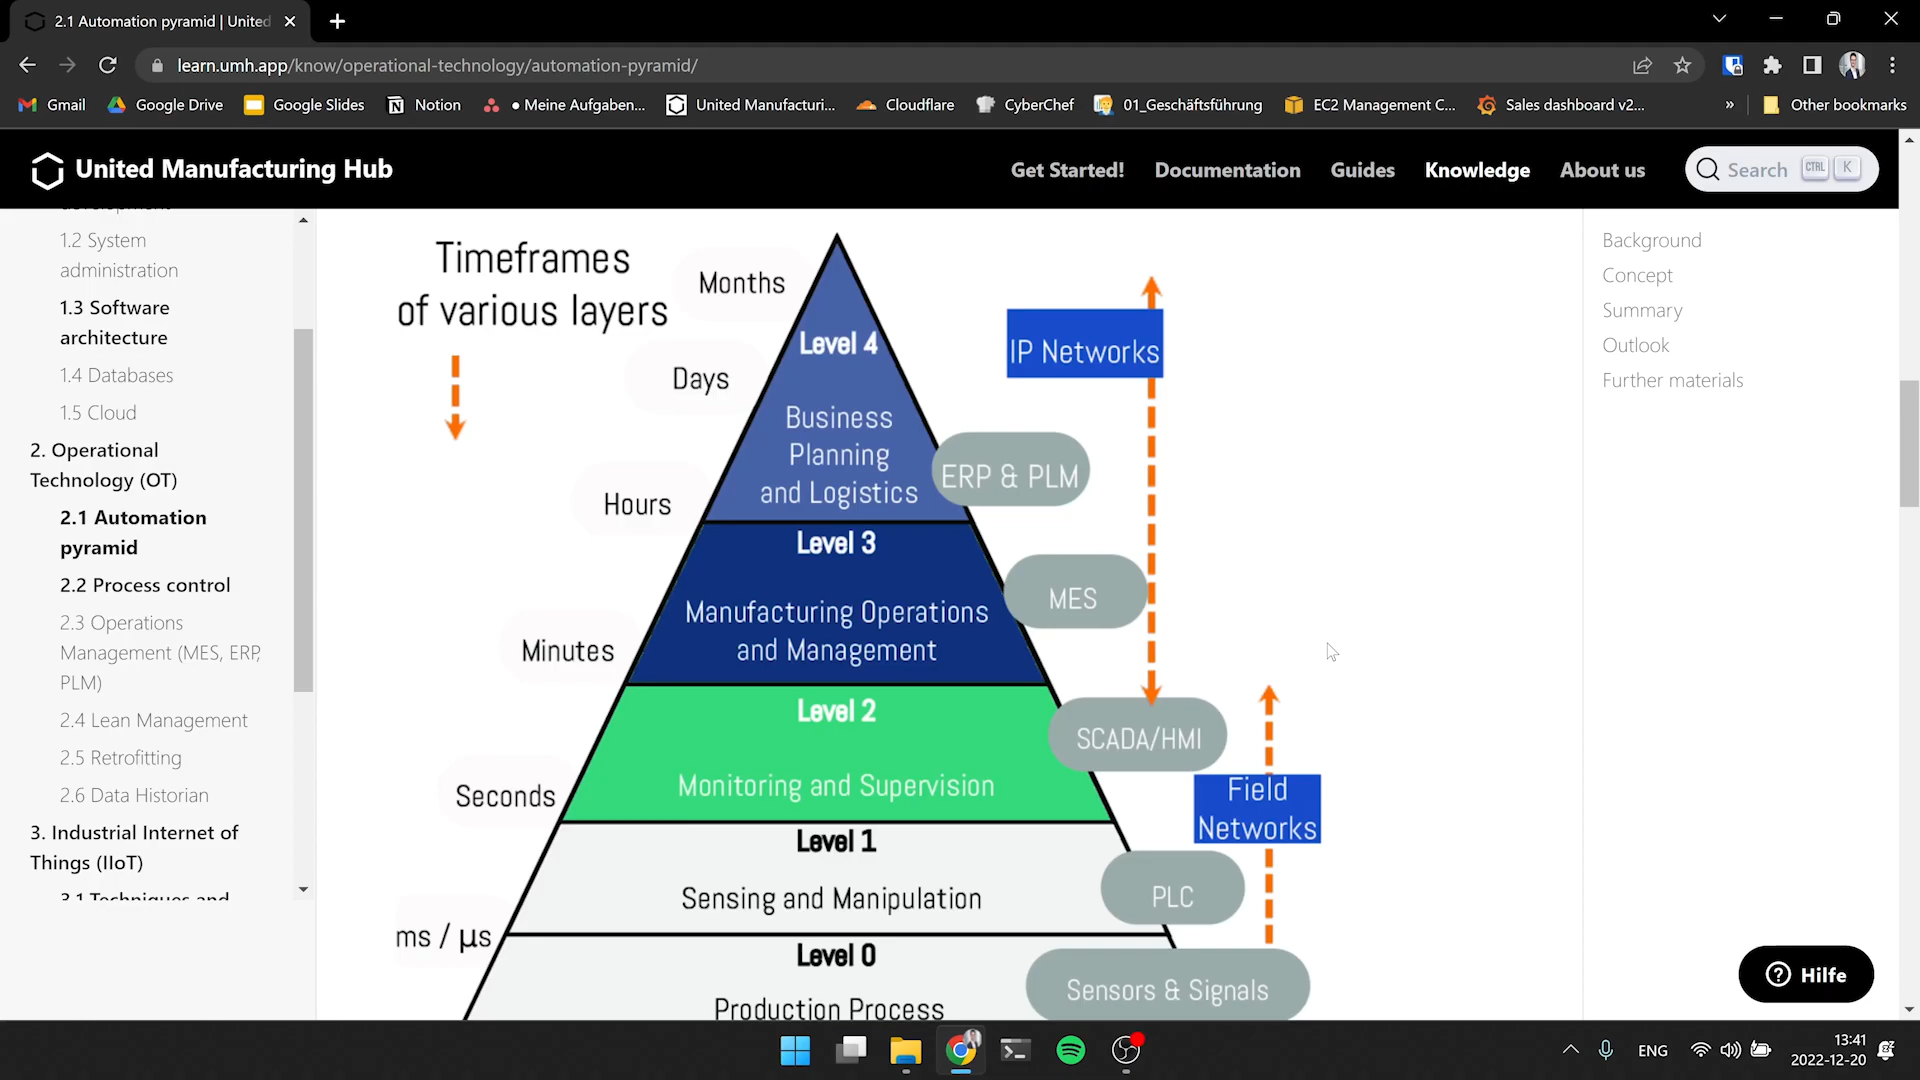 2.1 Automation pyramid | United
learn.umh.app/know/operational-technology/automation-pyramid/
Gmail
Google Drive
Google Slides
Notion
• Meine Aufgaben...
United Manufacturi...
Cloudflare
CyberChef
01_Geschäftsführung
EC2 Management C...
Sales dashboard v2...
»
Other bookmarks
United Manufacturing Hub
Get Started!
Documentation
Guides
Knowledge
About us
Search CTRL K
1.2 System
administration
1.3 Software
architecture
1.4 Databases
1.5 Cloud
2. Operational
Technology (OT)
2.1 Automation
pyramid
2.2 Process control
2.3 Operations
Management (MES, ERP,
PLM)
2.4 Lean Management
2.5 Retrofitting
2.6 Data Historian
3. Industrial Internet of
Things (IIoT)
3.1 Techniques and
Timeframes
of various layers
Months
Days
Hours
Minutes
Seconds
ms / µs
Level 4
Business
Planning
and Logistics
Level 3
Manufacturing Operations
and Management
Level 2
Monitoring and Supervision
Level 1
Sensing and Manipulation
Level 0
Production Process
IP Networks
ERP & PLM
MES
SCADA/HMI
Field
Networks
PLC
Sensors & Signals
Background
Concept
Summary
Outlook
Further materials
Hilfe
ENG
13:41
2022-12-20